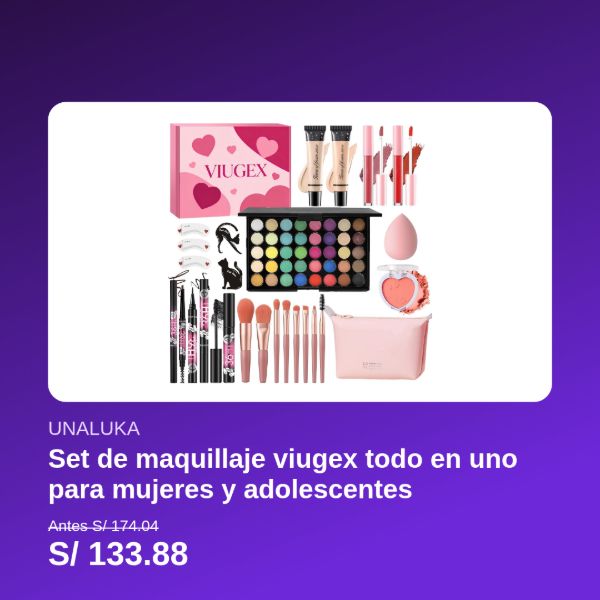 VIUGEX
UNALUKA
Set de maquillaje viugex todo en uno
para mujeres y adolescentes
Antes S/ 174.04
S/ 133.88